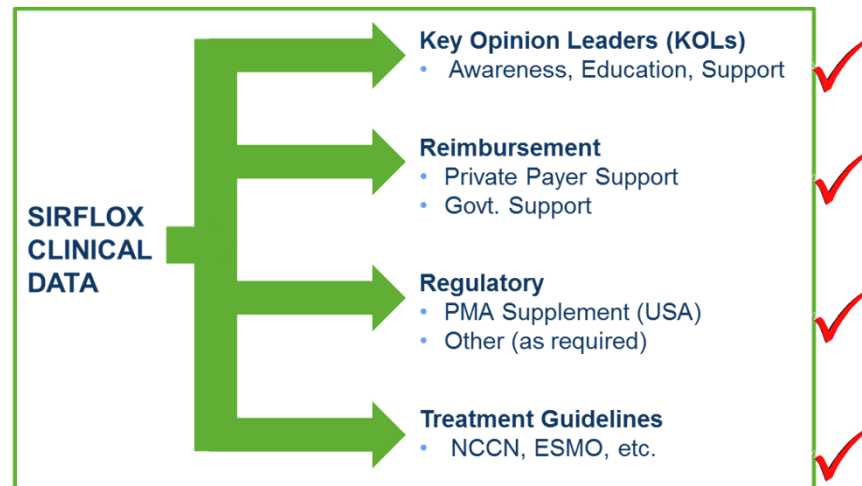 SIRFLOX
CLINICAL
DATA
Key Opinion Leaders (KOLs)
• Awareness, Education, Support
Reimbursement
• Private Payer Support
• Govt. Support
Regulatory
• PMA Supplement (USA)
• Other (as required)
Treatment Guidelines
• NCCN, ESMO, etc.